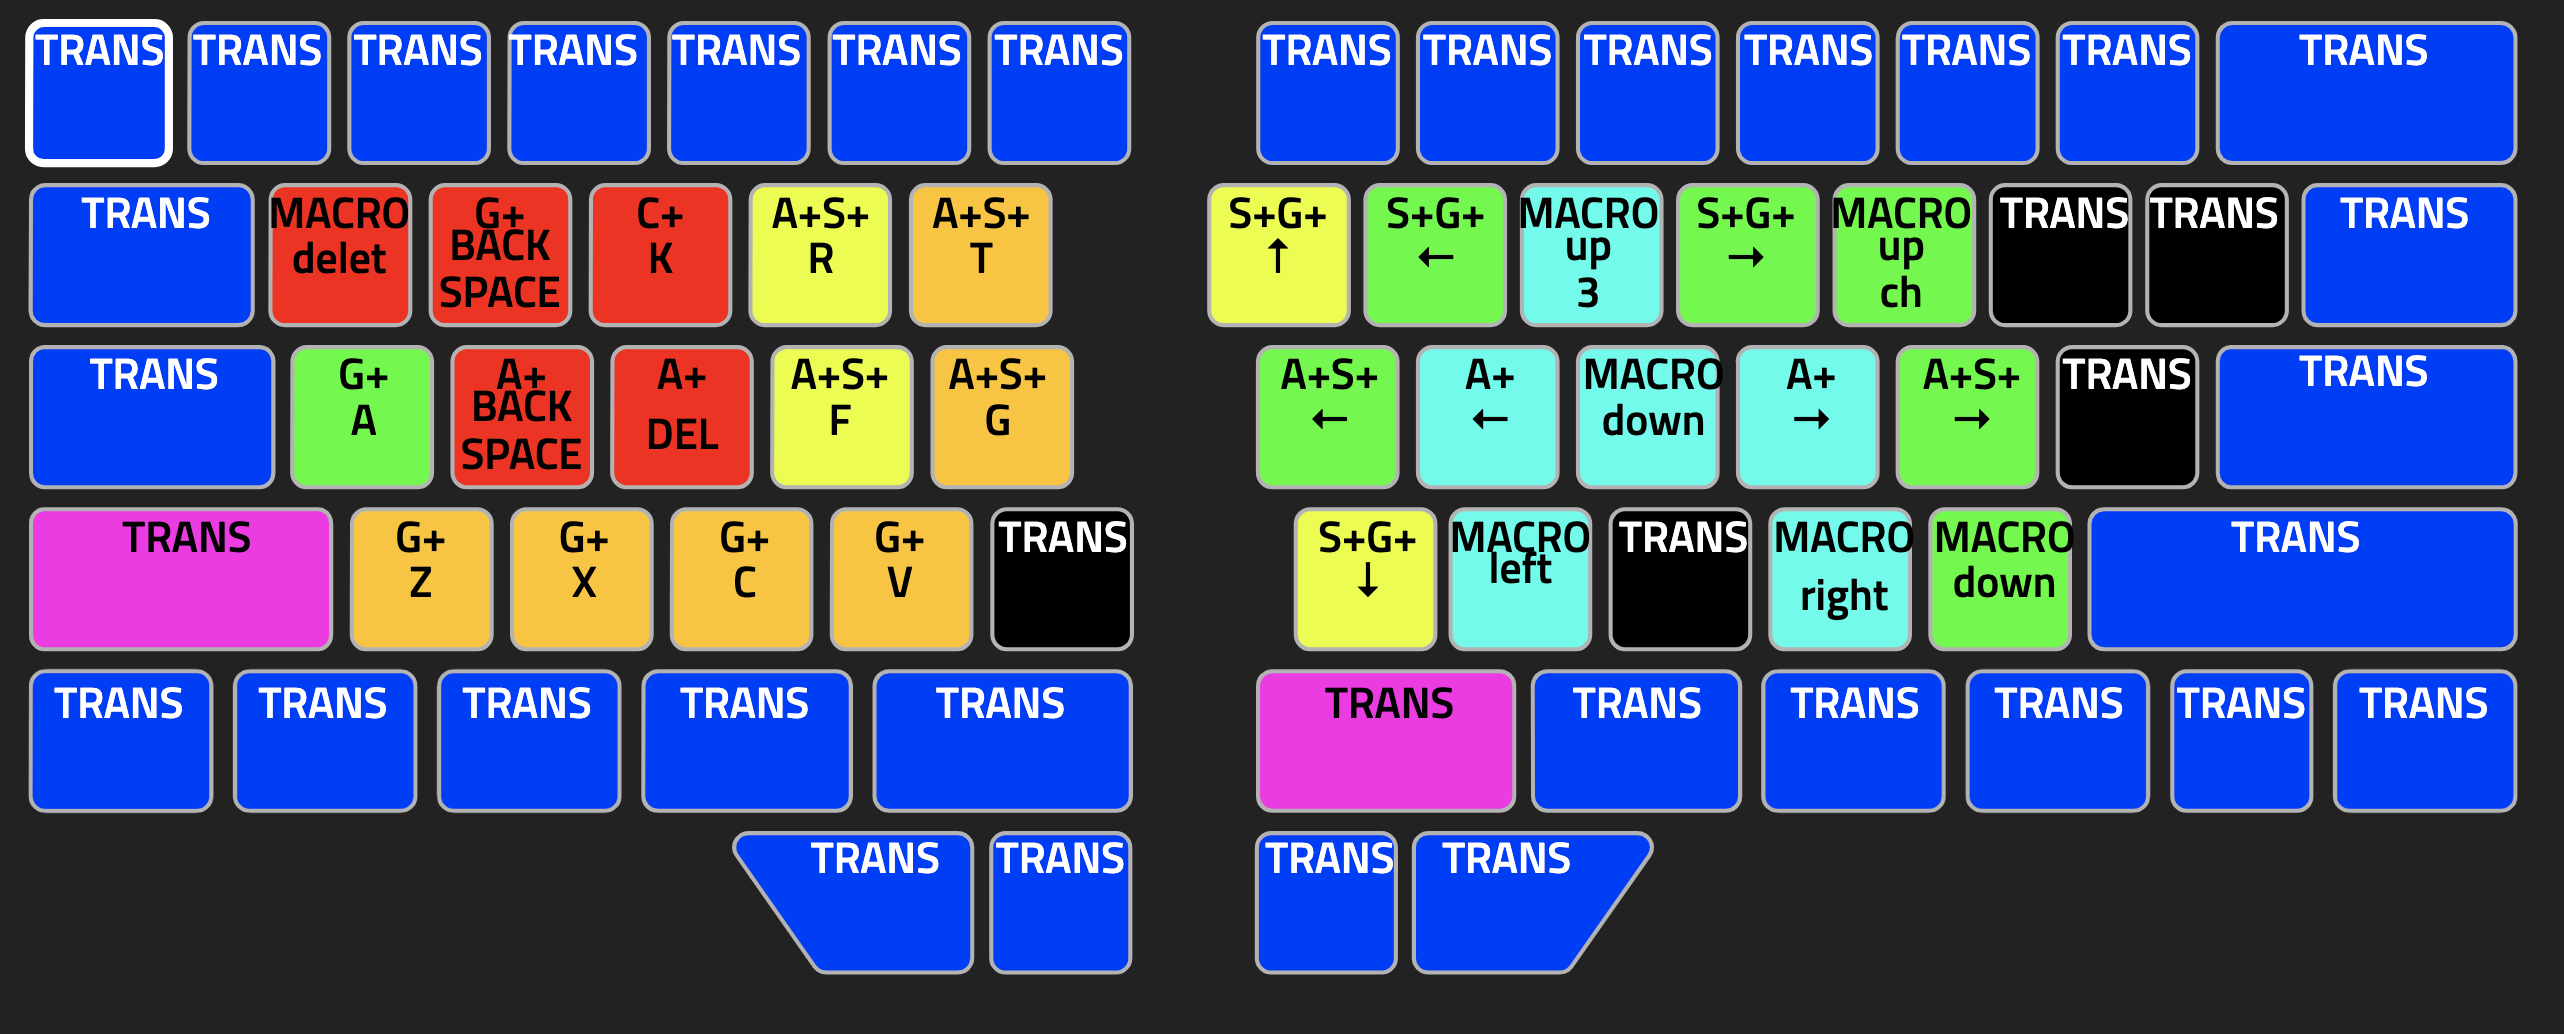 TRANS TRANS TRANS TRANS TRANS TRANS TRANS TRANS TRANS TRANS TRANS TRANS TRANS TRANS
TRANS MACRO G+ C+ A+S+ A+S+ S+G+ S+G+ MACRO S+G+ MACRO TRANS TRANS TRANS
delet BACK K R T ↑ ← up → up
SPACE 3 ch
TRANS G+ A+ A+ A+S+ A+S+ A+S+ A+ MACRO A+ A+S+ TRANS TRANS
A BACK DEL F G ← ← down → →
SPACE
TRANS G+ G+ G+ G+ TRANS S+G+ MACRO TRANS MACRO MACRO TRANS
Z X C V ↓ left right down
TRANS TRANS TRANS TRANS TRANS TRANS TRANS TRANS TRANS TRANS TRANS
TRANS TRANS TRANS TRANS